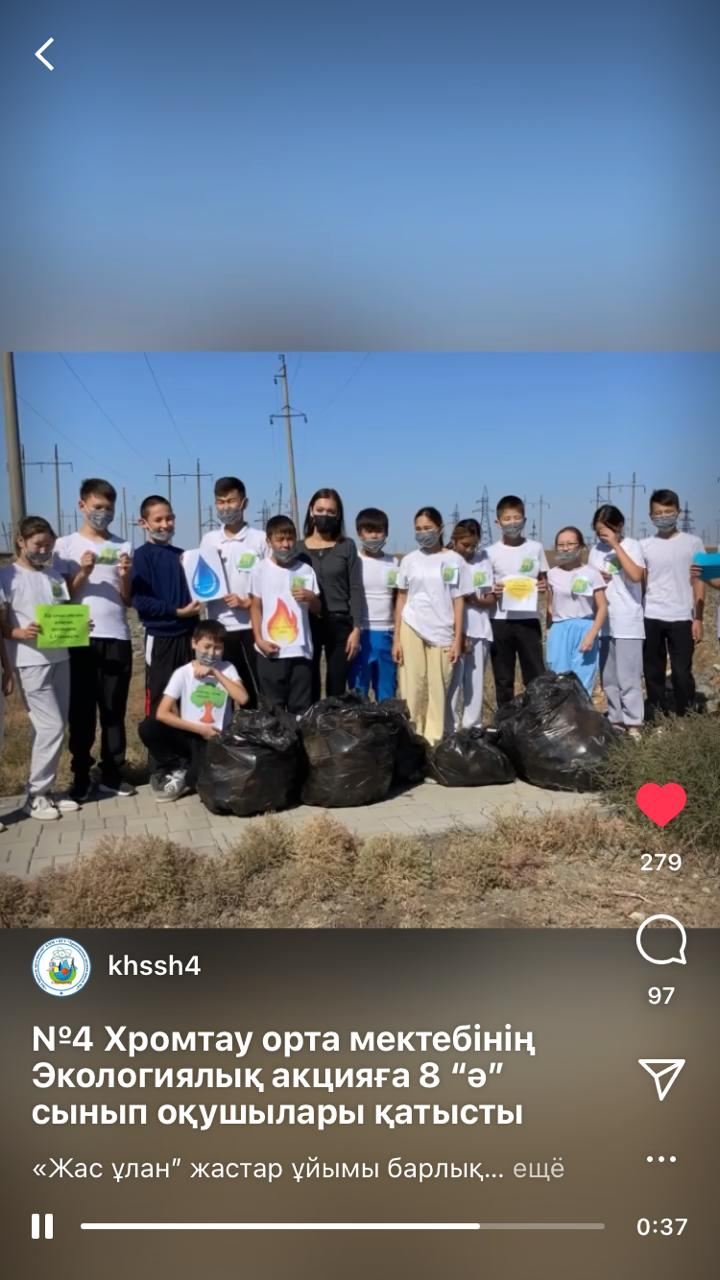 khssh4
№4 Хромтау орта мектебінің
Экологиялық акцияға 8 “ә”
сынып оқушылары қатысты
«Жас ұлан” жастар ұйымы барлық... ещё
279
97
0:37